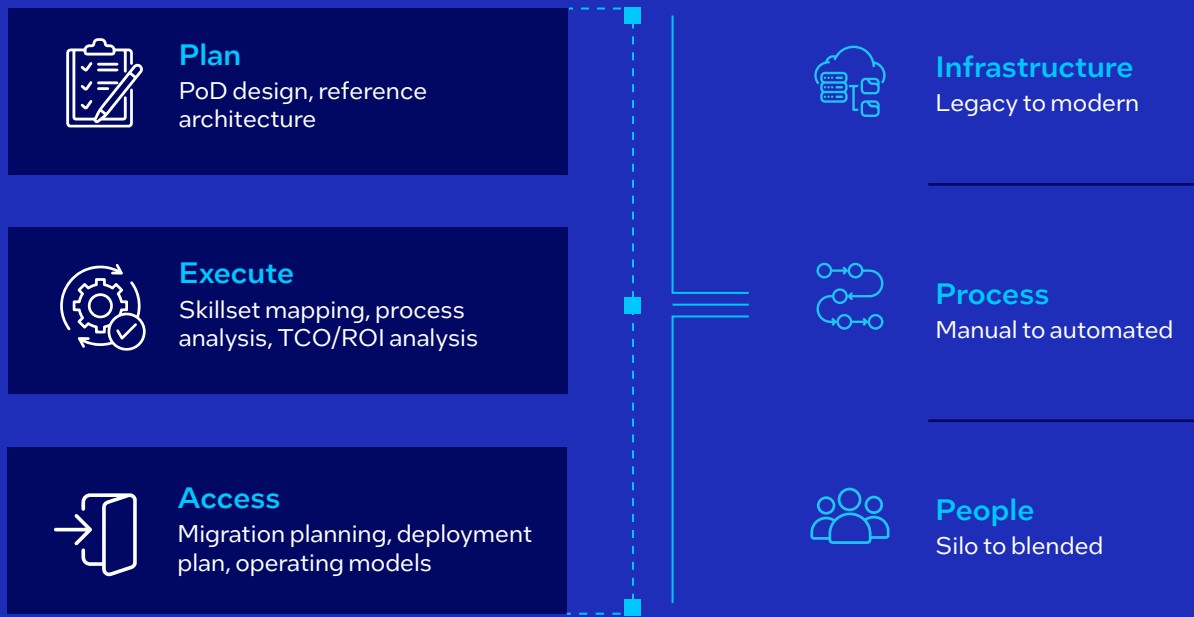 Plan
PoD design, reference
architecture
Execute
Skillset mapping, process
analysis, TCO/ROI analysis
Access
Migration planning, deployment
plan, operating models
Infrastructure
Legacy to modern
Process
Manual to automated
People
Silo to blended